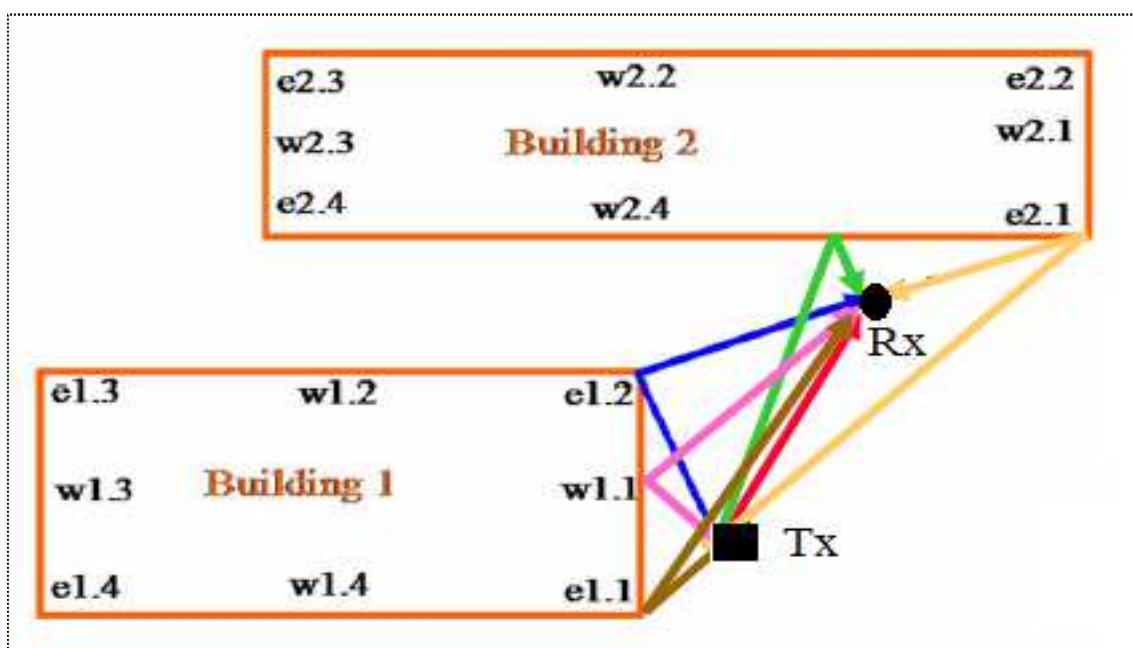 e2.3 w2.2 e2.2
w2.3 Building 2 w2.1
e2.4 w2.4 e2.1
Rx
e1.3 w1.2 e1.2
w1.3 Building 1 w1.1
Tx
e1.4 w1.4 e1.1